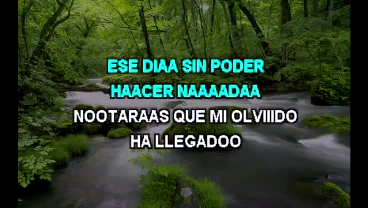 ESE DIAA SIN PODER
HAACER NAAAADAA
NOOTARAAS QUE MI OLVIIIDO
HA LLEGADOO